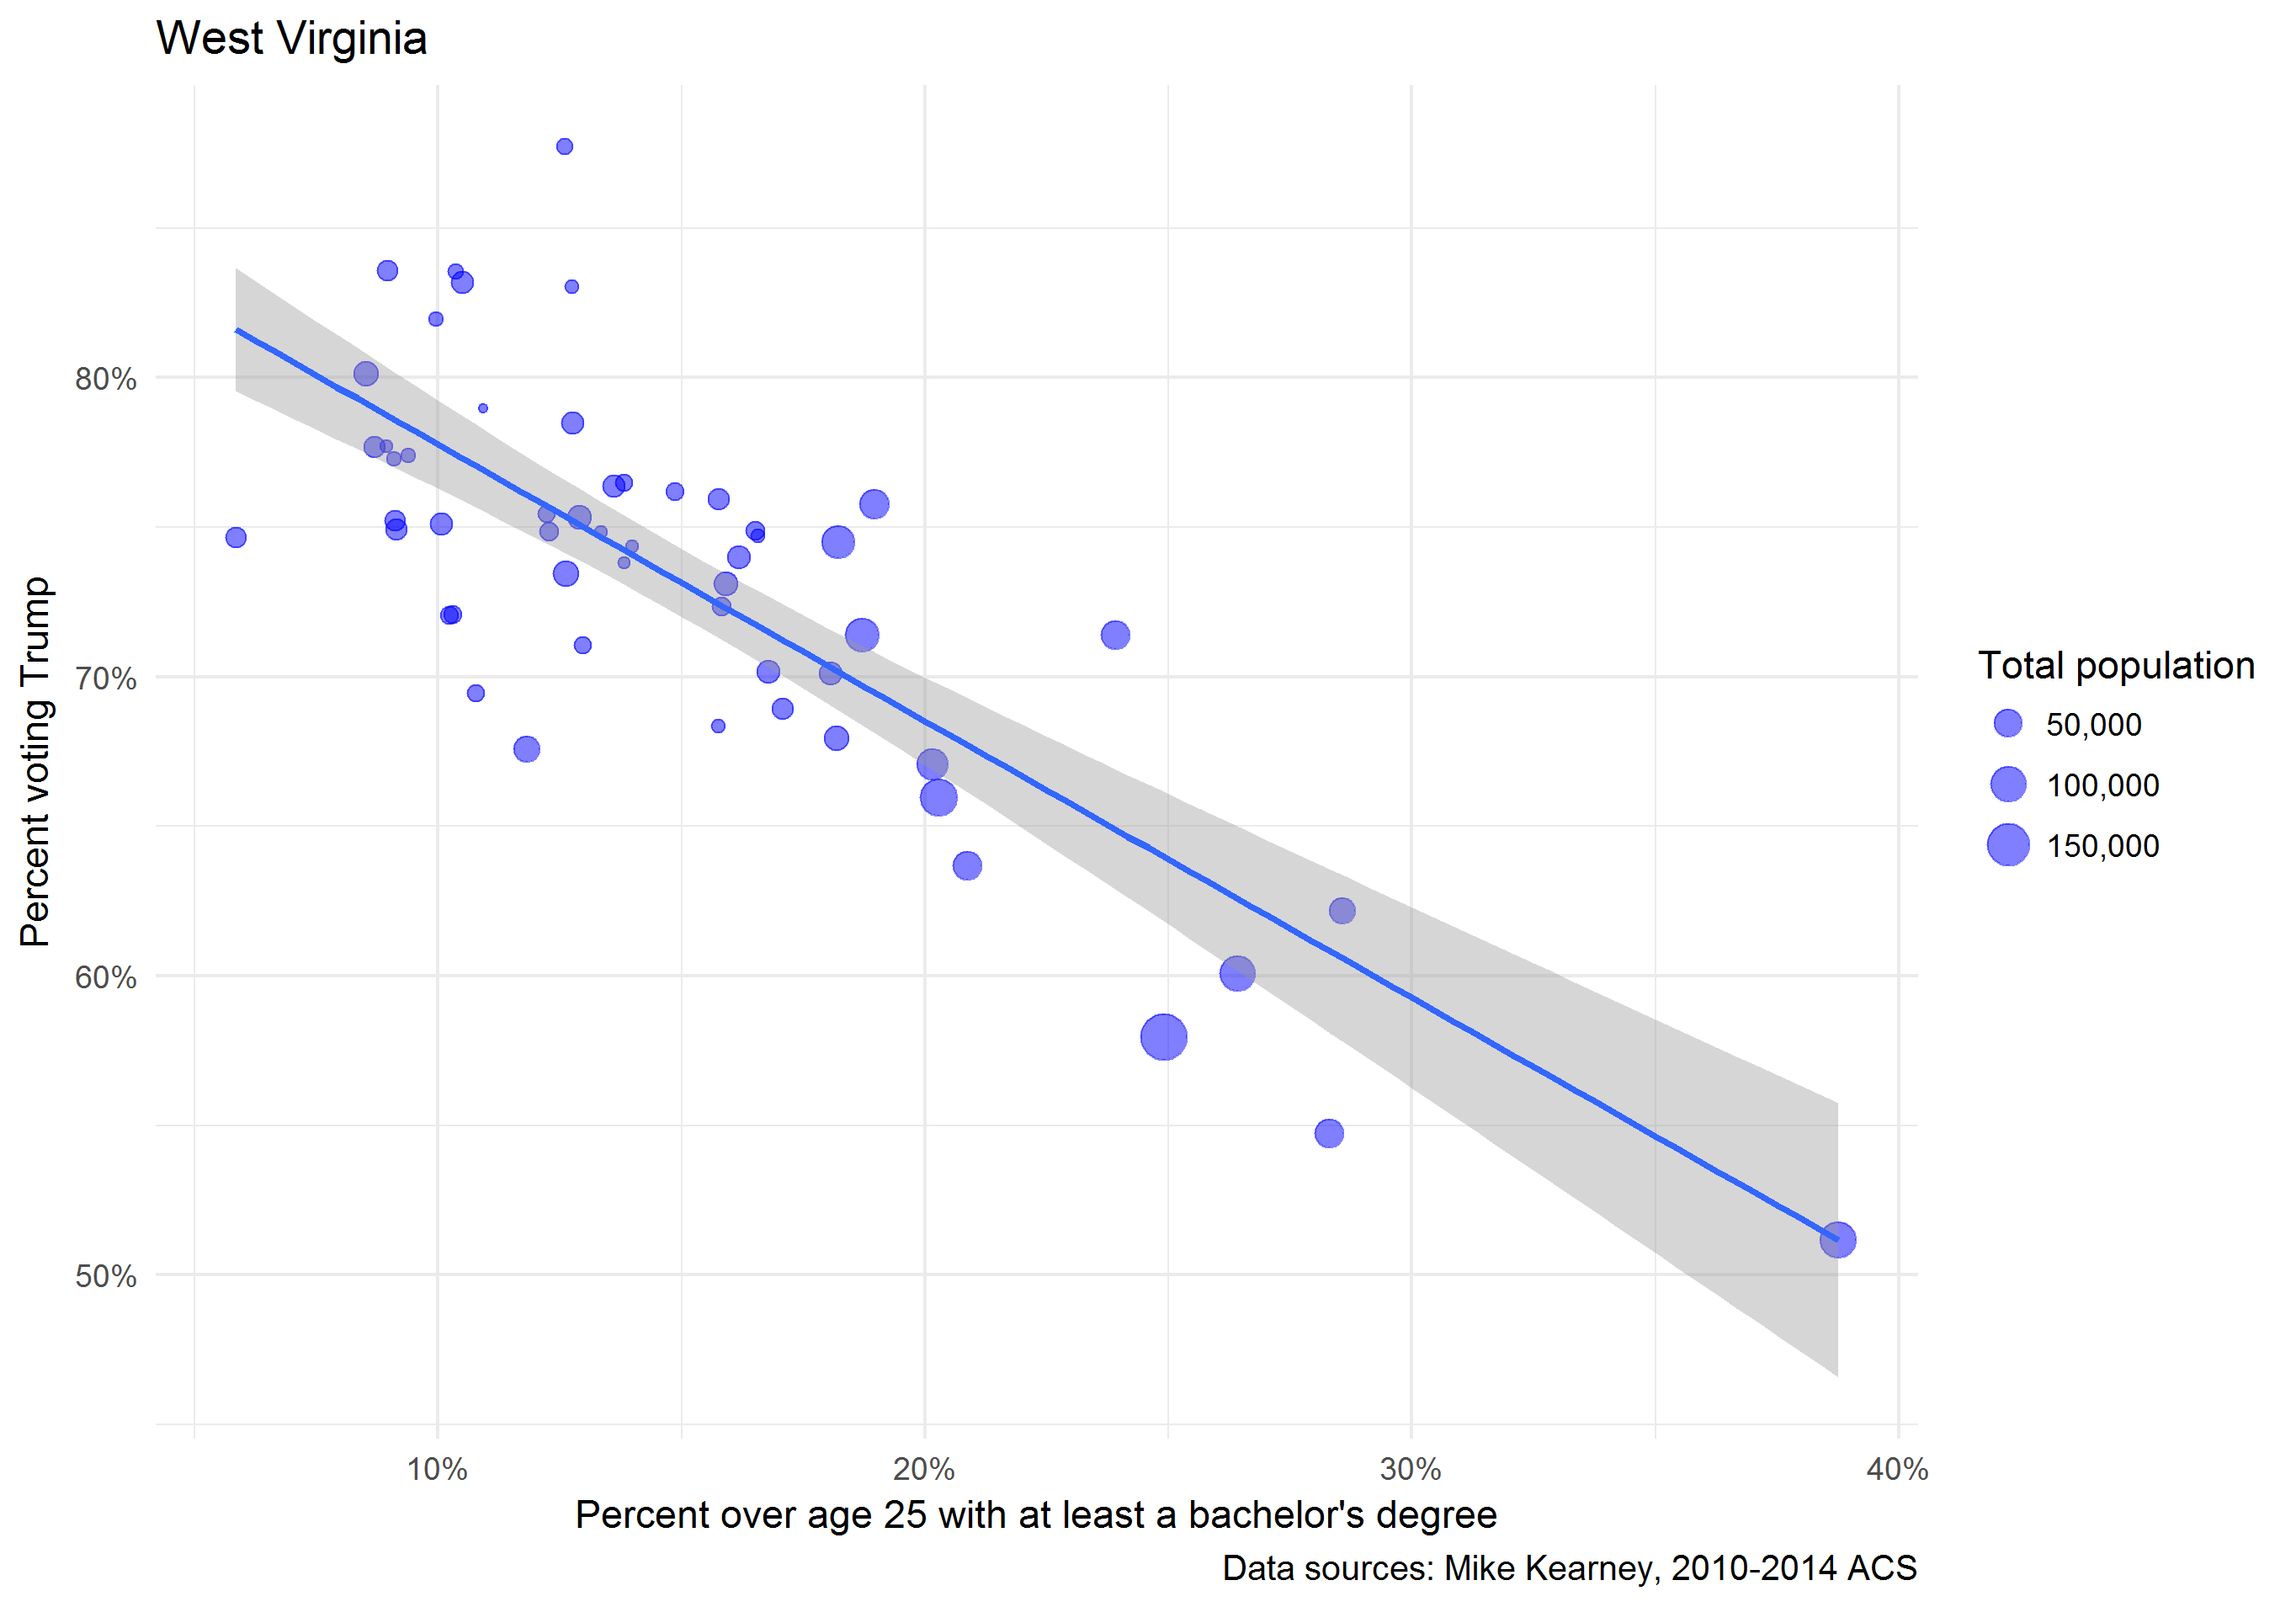 West Virginia
80%
70%
60%
50%
Percent voting Trump
10%
20%
30%
40%
Percent over age 25 with at least a bachelor's degree
Total population
50,000
100,000
150,000
Data sources: Mike Kearney, 2010-2014 ACS